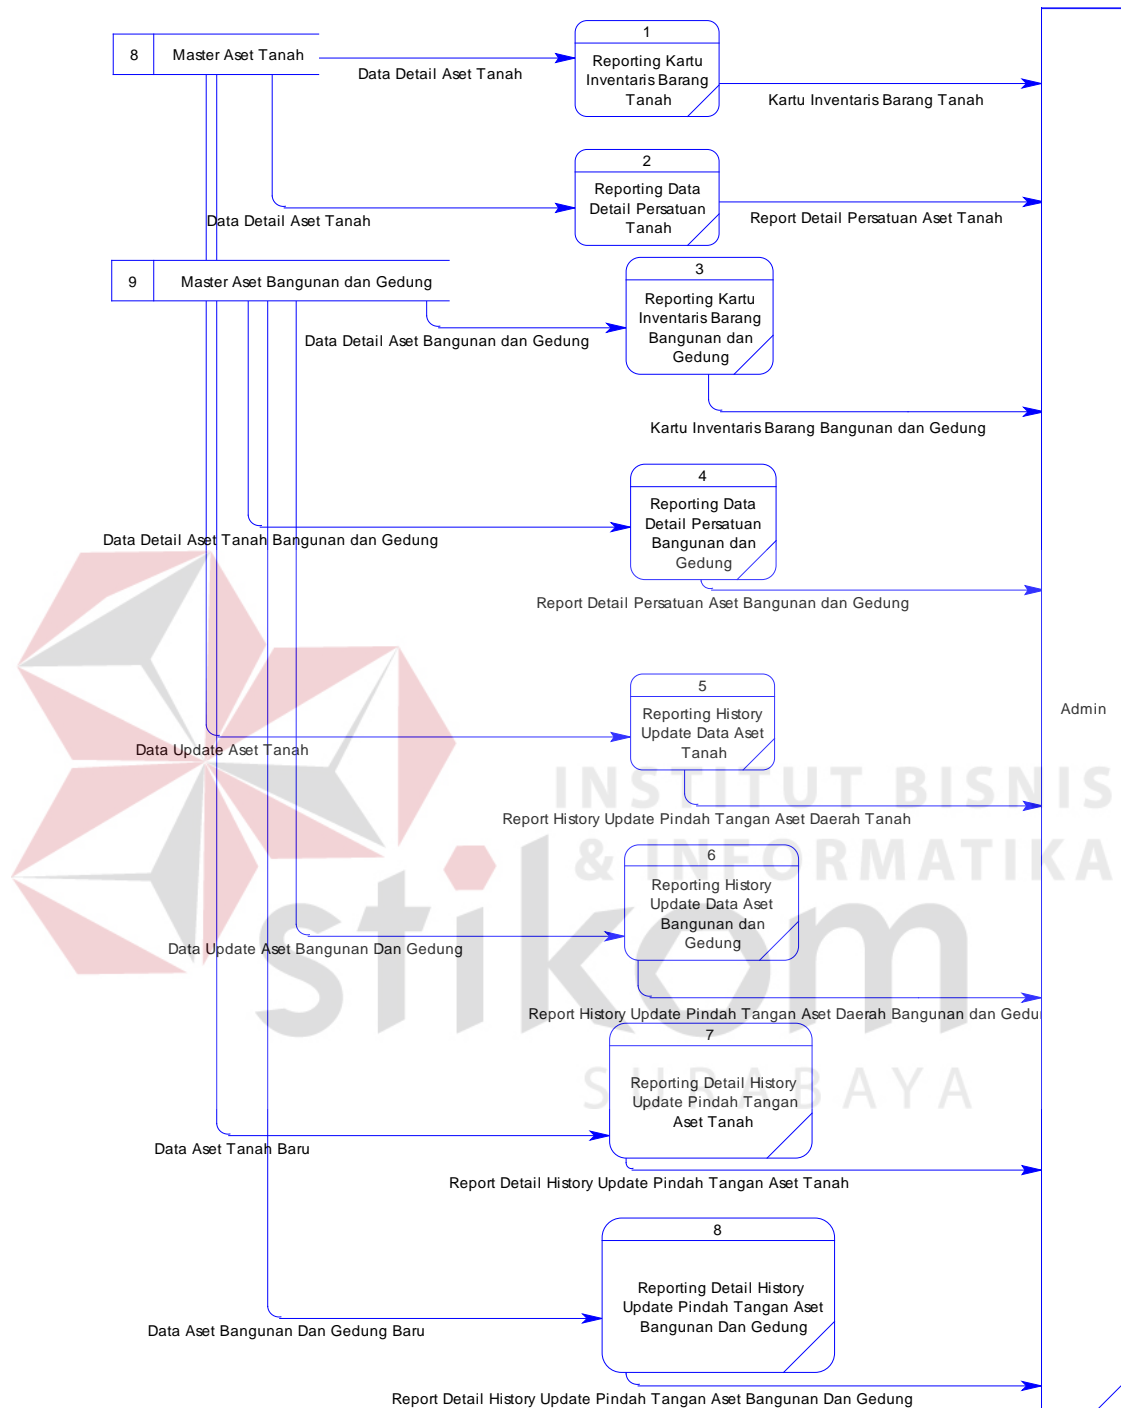 1
8 Master Aset Tanah
Reporting Kartu
Inventaris Barang
Tanah
Data Detail Aset Tanah
Kartu Inventaris Barang Tanah
2
Reporting Data
Detail Persatuan
Tanah
Data Detail Aset Tanah
Report Detail Persatuan Aset Tanah
9 Master Aset Bangunan dan Gedung
3
Reporting Kartu
Inventaris Barang
Bangunan dan
Gedung
Data Detail Aset Bangunan dan Gedung
Kartu Inventaris Barang Bangunan dan Gedung
4
Reporting Data
Detail Persatuan
Bangunan dan
Gedung
Data Detail Aset Tanah Bangunan dan Gedung
Report Detail Persatuan Aset Bangunan dan Gedung
5
Reporting History
Update Data Aset
Tanah
Admin
Data Update Aset Tanah
INSTITUT BISNIS
Report History Update Pindah Tangan Aset Daerah Tanah
& INFORMATIKA
6
Reporting History
Update Data Aset
Bangunan dan
Gedung
Data Update Aset Bangunan Dan Gedung
stikom
Report History Update Pindah Tangan Aset Daerah Bangunan dan Gedu
7
Reporting Detail History
Update Pindah Tangan
Aset Tanah
SURABAYA
Data Aset Tanah Baru
Report Detail History Update Pindah Tangan Aset Tanah
8
Reporting Detail History
Update Pindah Tangan Aset
Bangunan Dan Gedung
Data Aset Bangunan Dan Gedung Baru
Report Detail History Update Pindah Tangan Aset Bangunan Dan Gedung